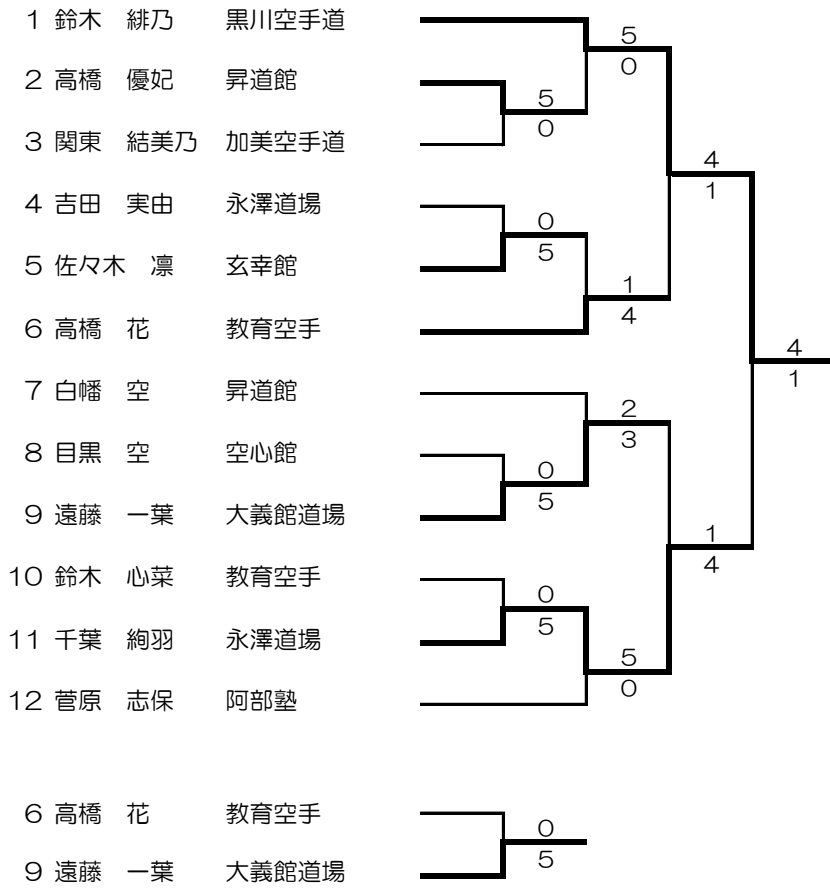 1 鈴木 緋乃 黒川空手道
5
0
2 高橋 優妃 昇道館
5
0
3 関東 結美乃 加美空手道
4
1
4 吉田 実由 永澤道場
0
5
5 佐々木 凛 玄幸館
1
4
6 高橋 花 教育空手
4
1
7 白幡 空 昇道館
2
3
8 目黒 空 空心館
0
5
9 遠藤 一葉 大義館道場
1
4
10 鈴木 心菜 教育空手
0
5
11 千葉 絢羽 永澤道場
5
0
12 菅原 志保 阿部塾
6 高橋 花 教育空手
0
5
9 遠藤 一葉 大義館道場